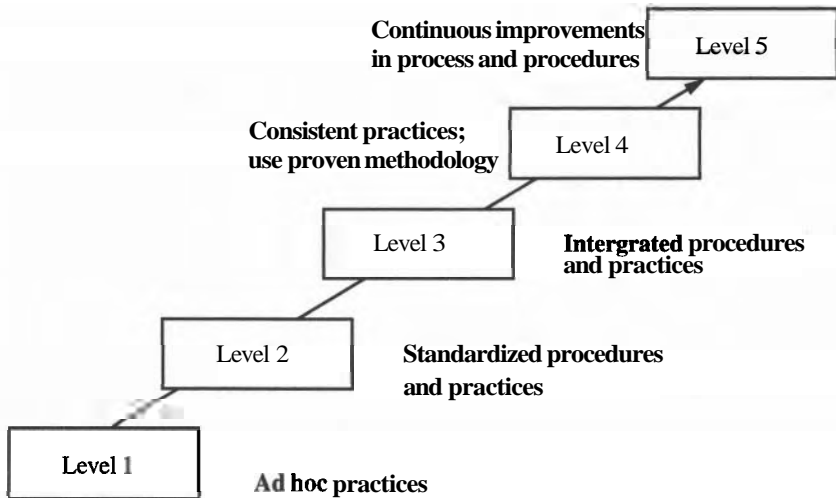 Continuous improvements
in process and procedures
Level 5
Consistent practices;
use proven methodology
Level 4
Level 3
Intergrated procedures
and practices
Level 2
Standardized procedures
and practices
Level 1
Ad hoc practices